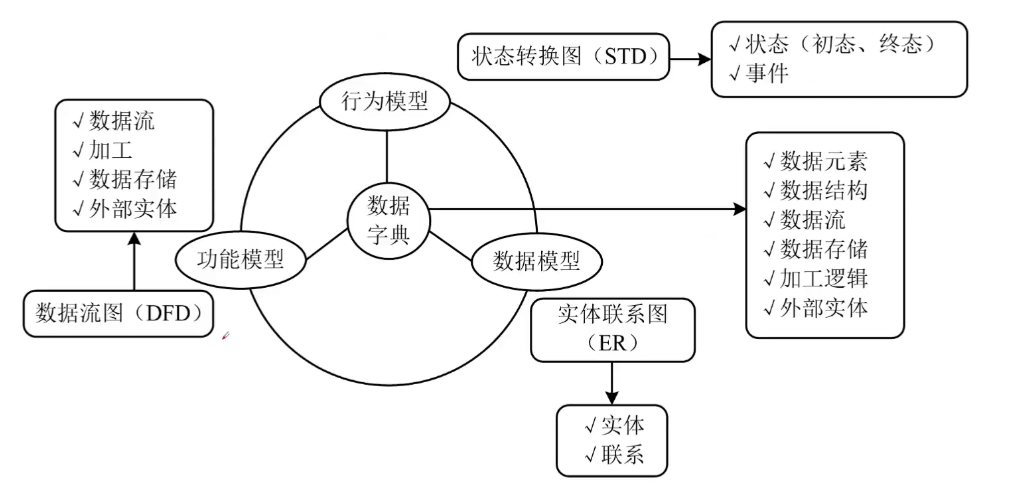 状态转换图（STD）
√状态（初态、终态）
√事件
行为模型
√数据流
√加工
√数据存储
√外部实体
数据
字典
功能模型
数据模型
√数据元素
√数据结构
√数据流
√数据存储
√加工逻辑
√外部实体
数据流图（DFD）
实体联系图
（ER）
√实体
√联系